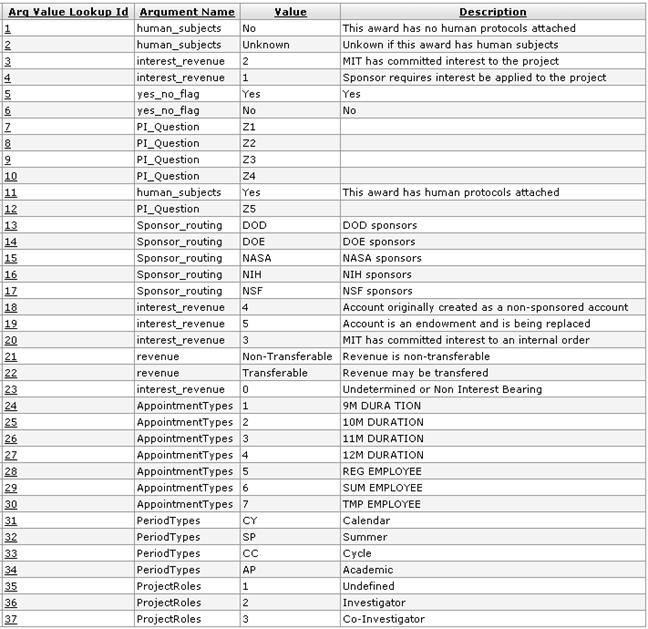 Arg Value Lookup Id Argument Name Value Description
1 human_subjects No This award has no human protocols attached
2 human_subjects Unknown Unkown if this award has human subjects
3 interest_revenue 2 MIT has committed interest to the project
4 interest_revenue 1 Sponsor requires interest be applied to the project
5 yes_no_flag Yes Yes
6 yes_no_flag No No
7 PI_Question Z1
8 PI_Question Z2
9 PI_Question Z3
10 PI_Question Z4
11 human_subjects Yes This award has human protocols attached
12 PI_Question Z5
13 Sponsor_routing DOD DOD sponsors
14 Sponsor_routing DOE DOE sponsors
15 Sponsor_routing NASA NASA sponsors
16 Sponsor_routing NIH NIH sponsors
17 Sponsor_routing NSF NSF sponsors
18 interest_revenue 4 Account originally created as a non-sponsored account
19 interest_revenue 5 Account is an endowment and is being replaced
20 interest_revenue 3 MIT has committed interest to an internal order
21 revenue Non-Transferable Revenue is non-transferable
22 revenue Transferable Revenue may be transfered
23 interest_revenue 0 Undetermined or Non Interest Bearing
24 AppointmentTypes 1 9M DURA TION
25 AppointmentTypes 2 10M DURATION
26 AppointmentTypes 3 11M DURATION
27 AppointmentTypes 4 12M DURATION
28 AppointmentTypes 5 REG EMPLOYEE
29 AppointmentTypes 6 SUM EMPLOYEE
30 AppointmentTypes 7 TMP EMPLOYEE
31 PeriodTypes CY Calendar
32 PeriodTypes SP Summer
33 PeriodTypes CC Cycle
34 PeriodTypes AP Academic
35 ProjectRoles 1 Undefined
36 ProjectRoles 2 Investigator
37 ProjectRoles 3 Co-Investigator